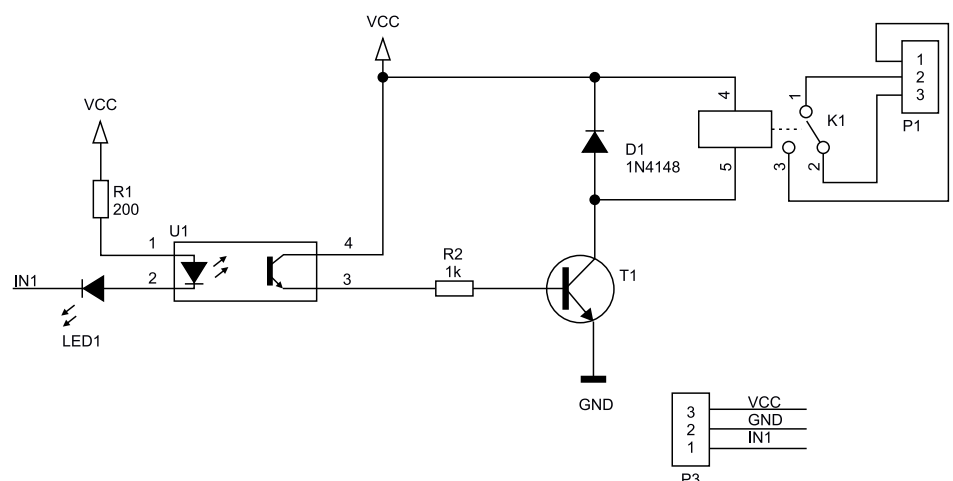 VCC
VCC
R1
200
U1
1
2
4
3
IN1
LED1
R2
1k
D1
1N4148
T1
GND
4
5
1
3
2
K1
1
2
3
P1
3
2
1
VCC
GND
IN1
P3